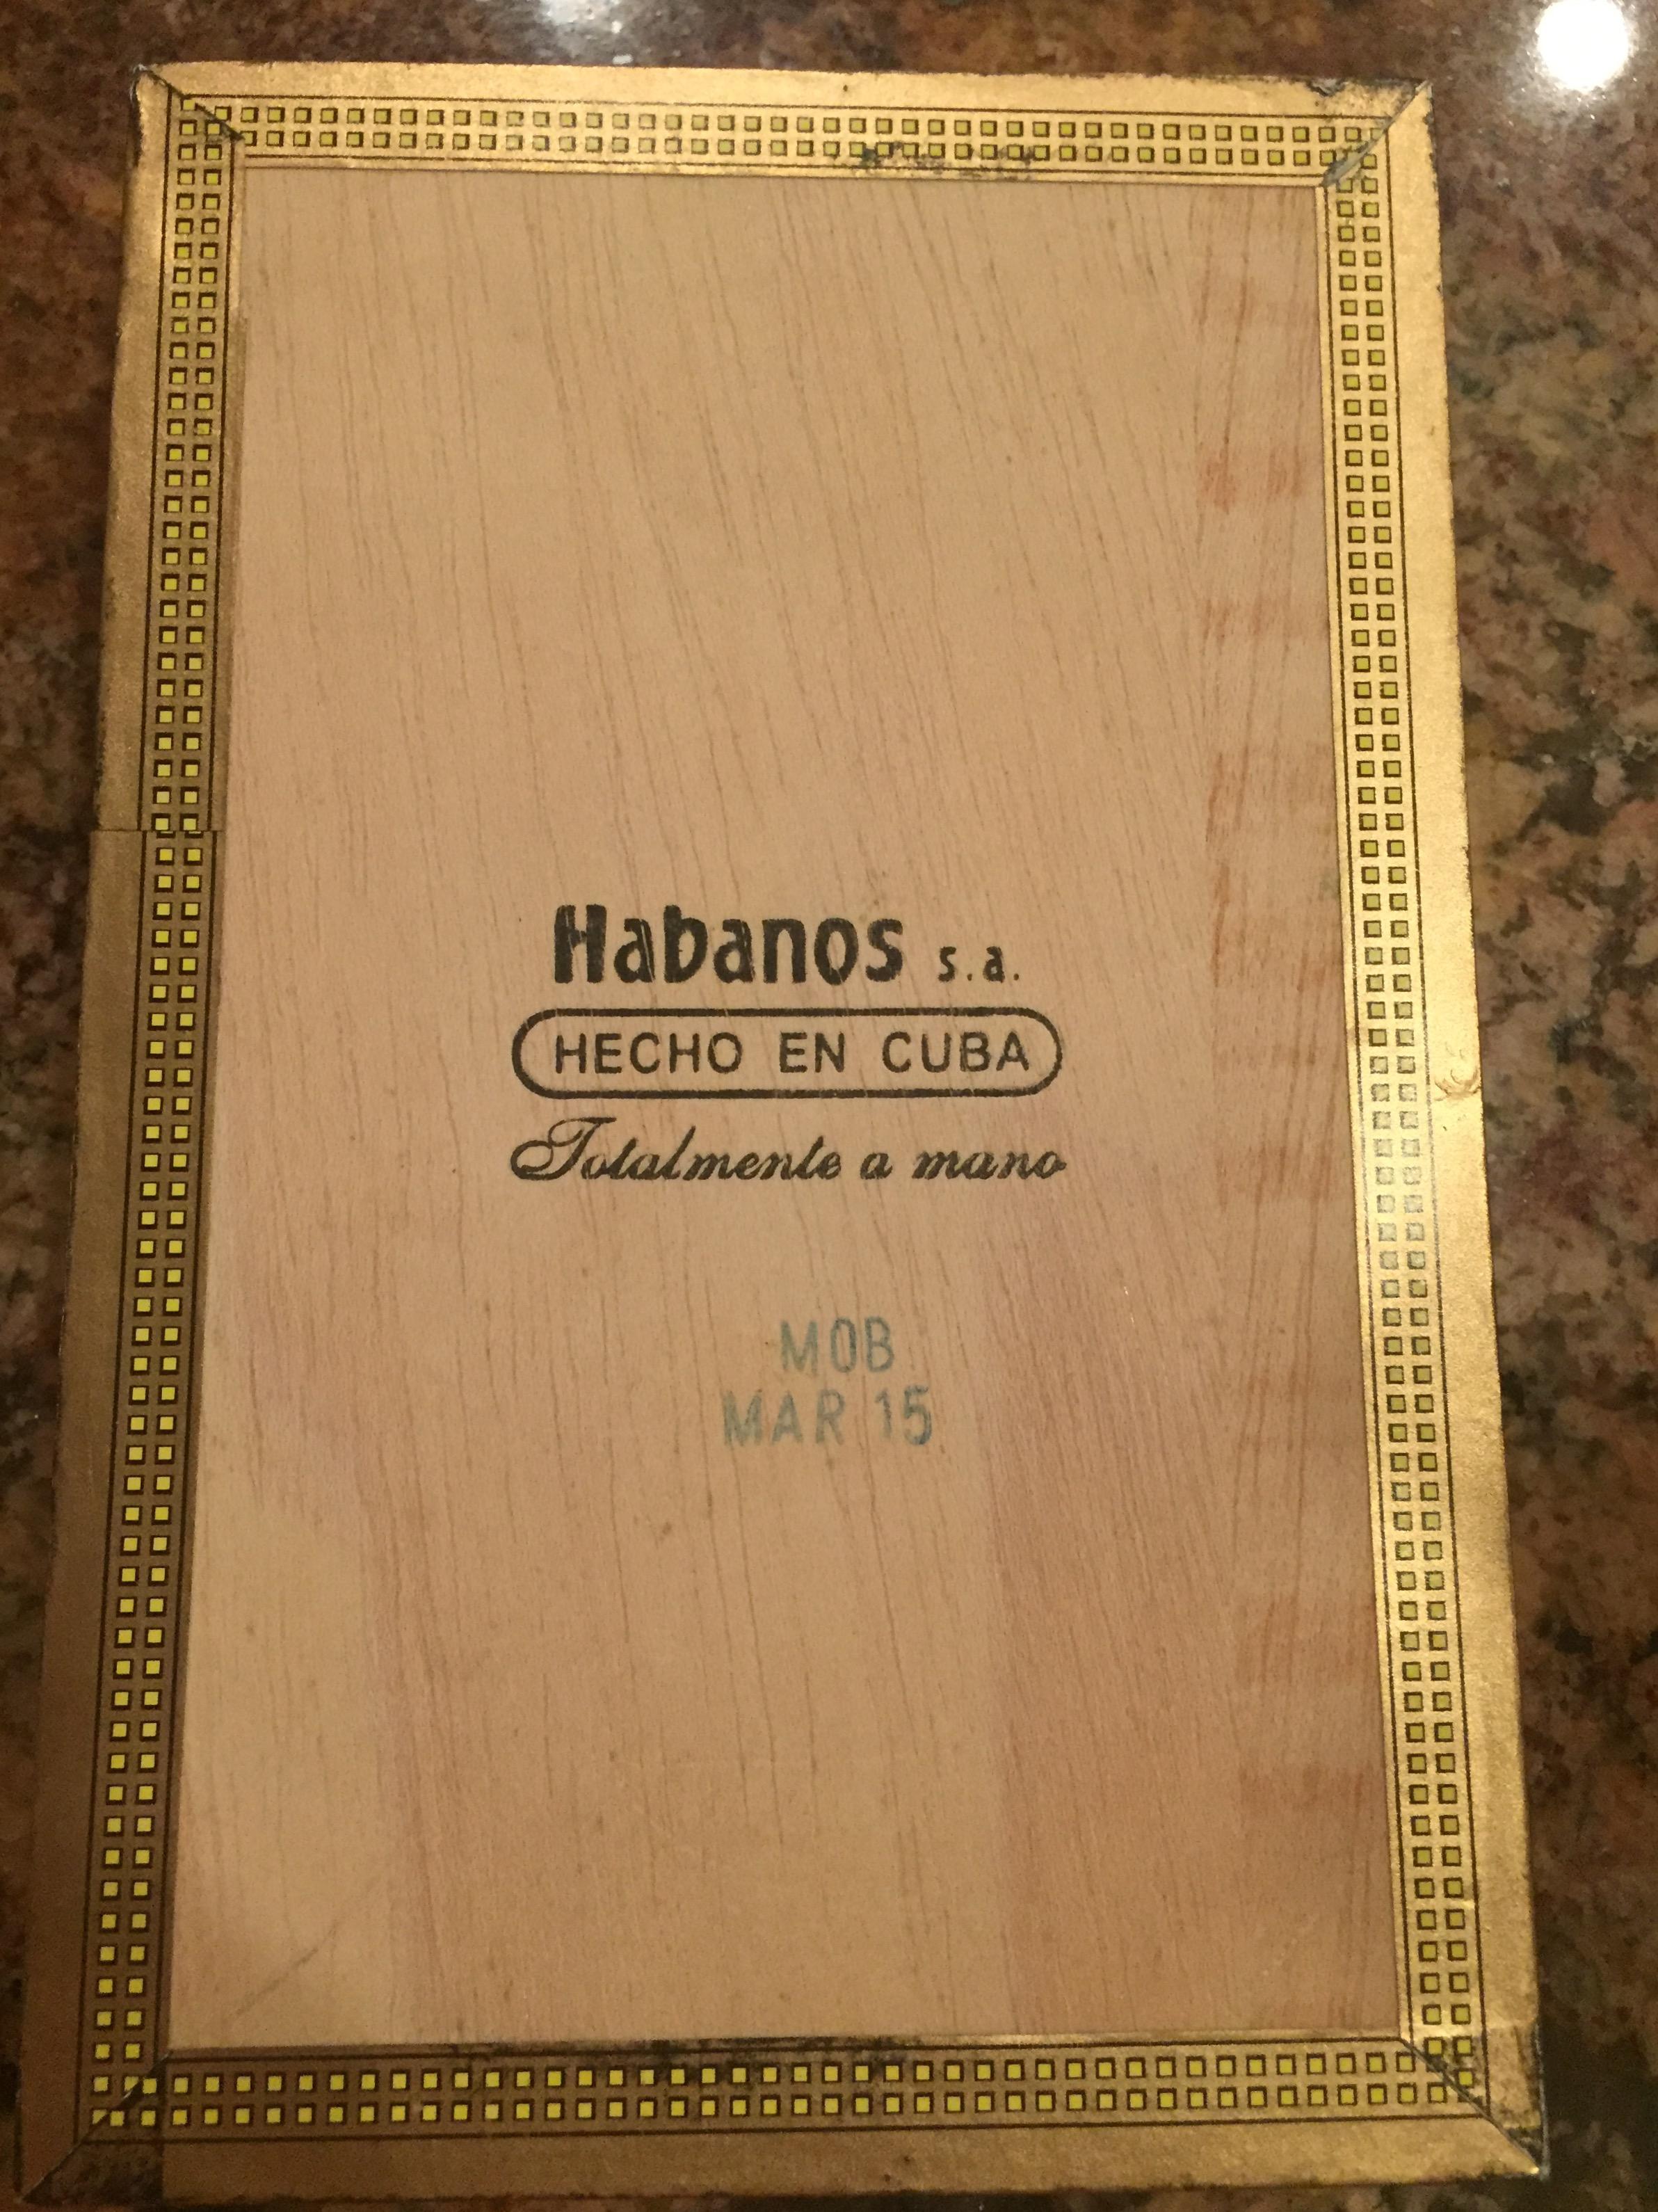 Habanos s.a.
HECHO EN CUBA
Totalmente a mano
MOB
MAR 15